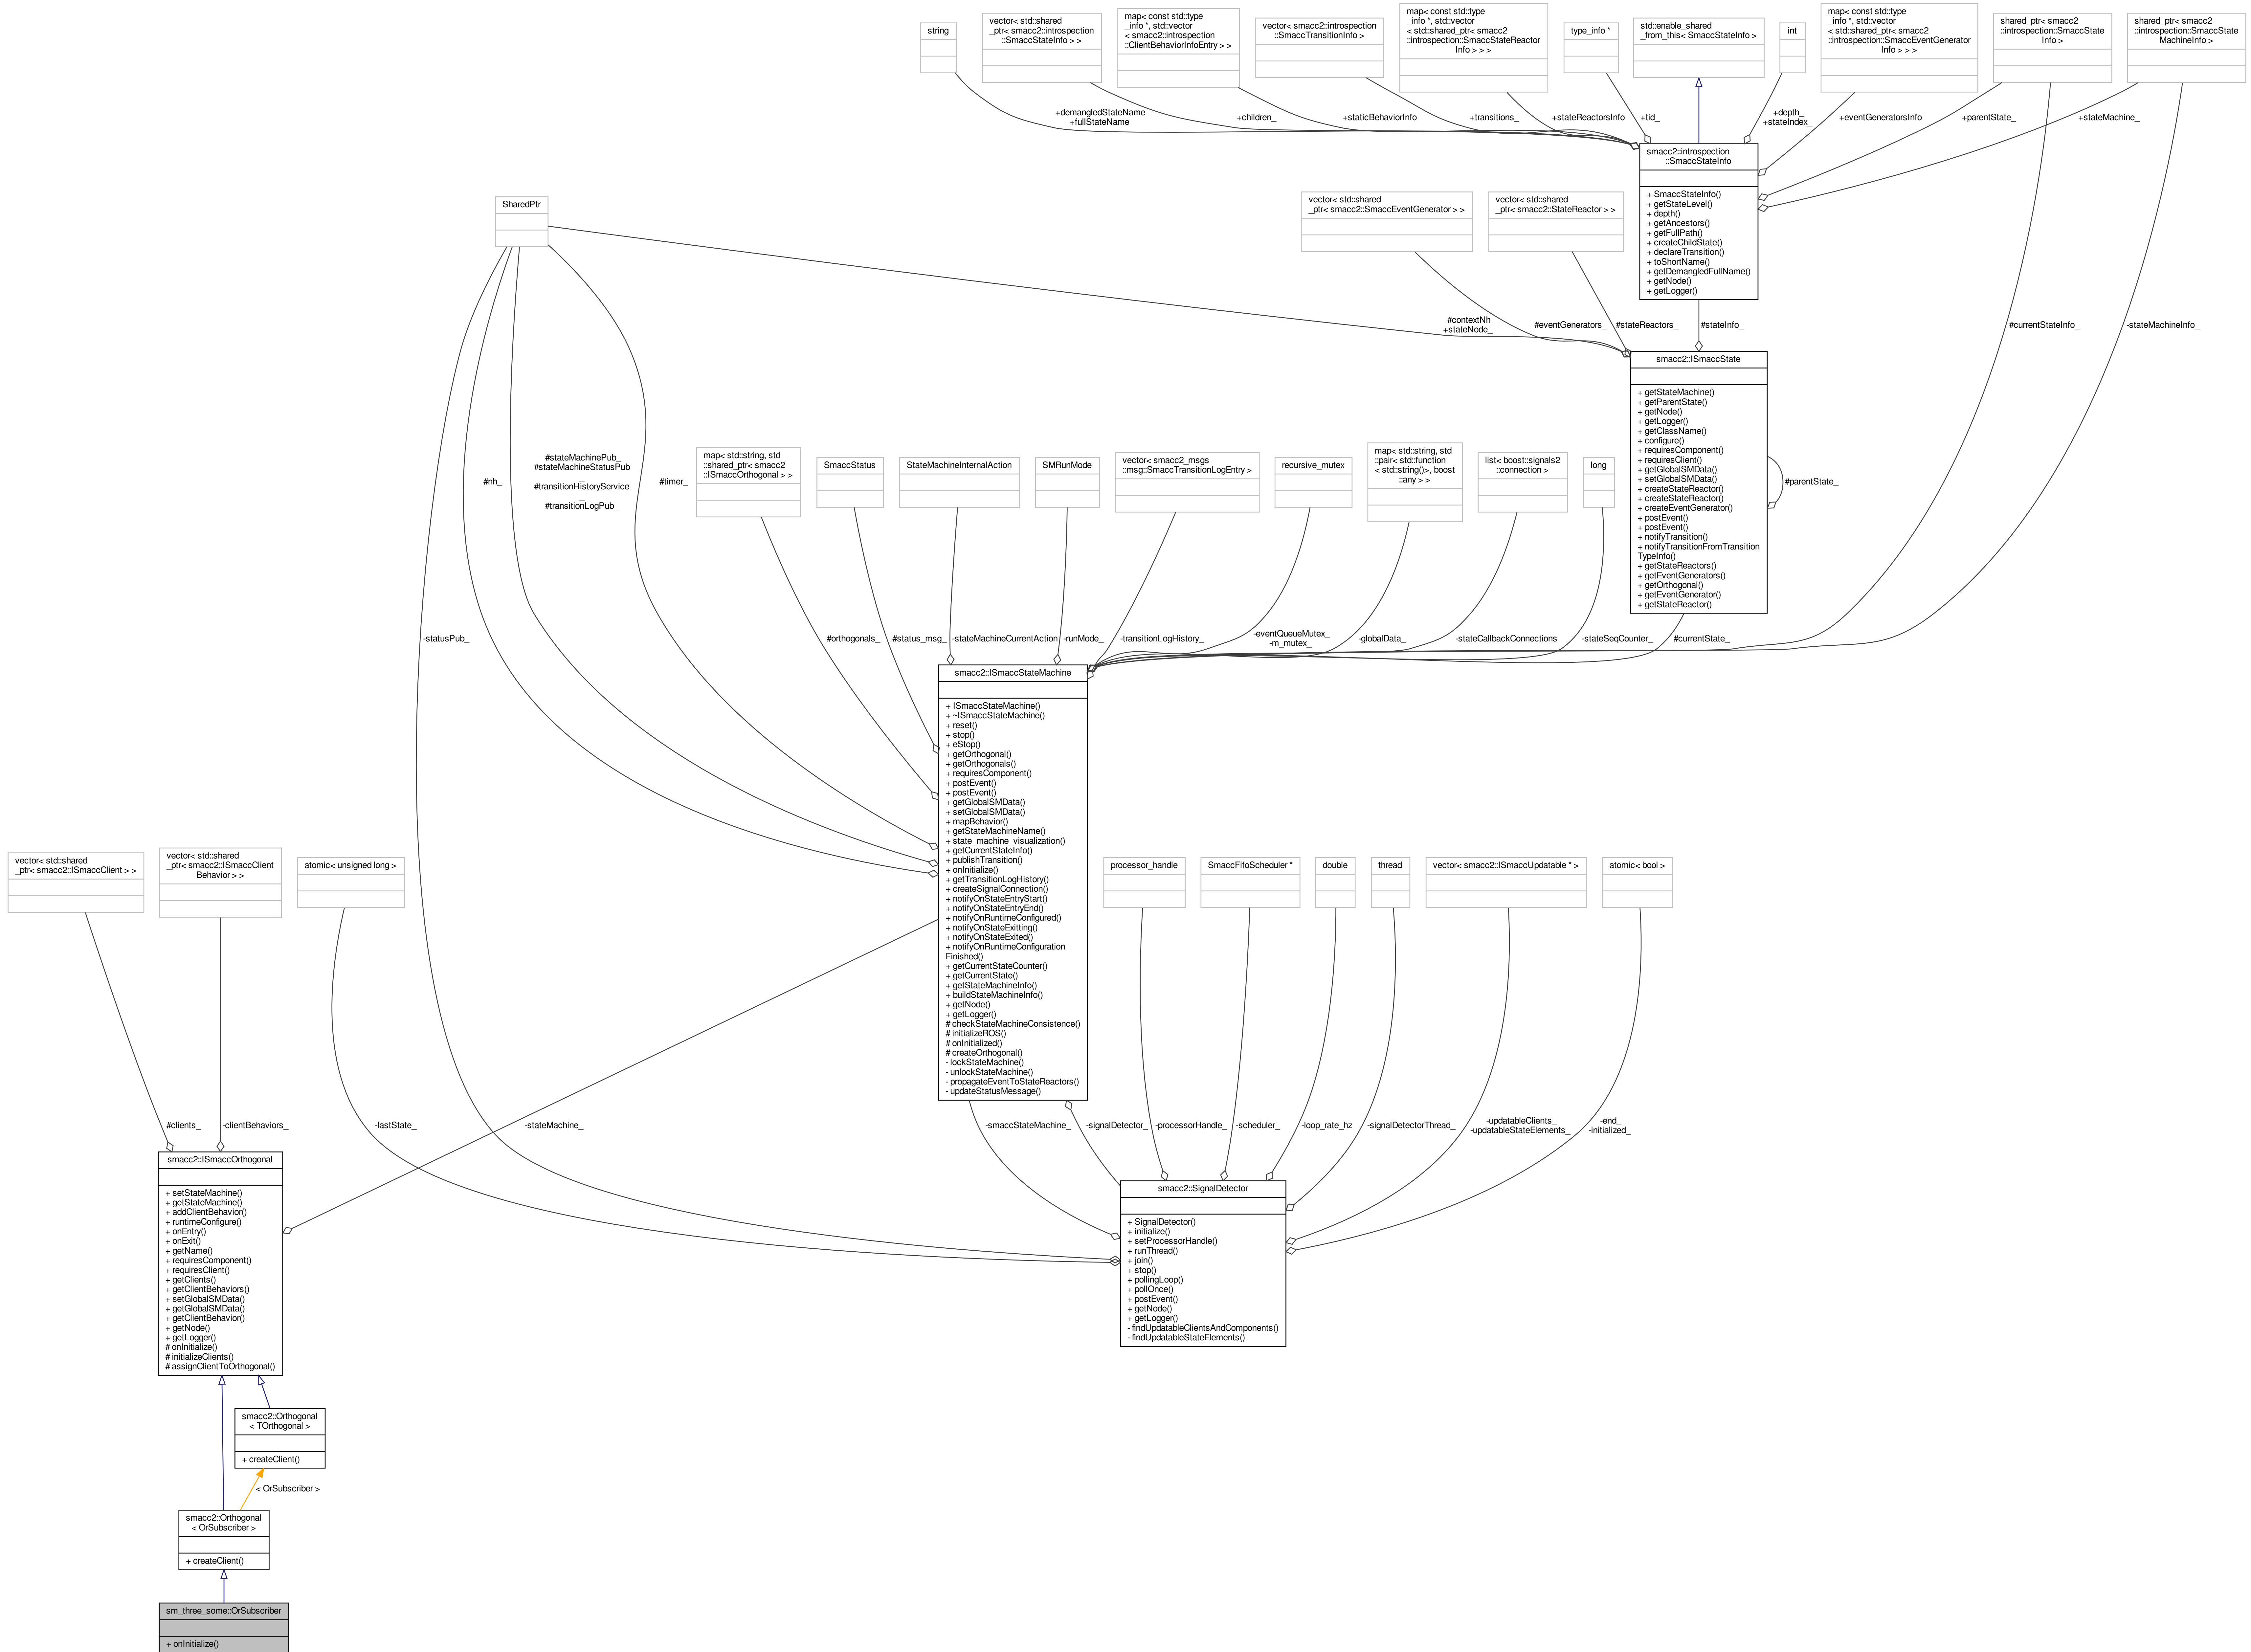 string
vector< std::shared
_ptr< smacc2::introspection
::SmaccStateInfo > >
map< const std::type
_info *, std::vector
< smacc2::introspection
::ClientBehaviorInfoEntry > >
vector< smacc2::introspection
::SmaccTransitionInfo >
map< const std::type
_info *, std::vector
< std::shared_ptr< smacc2
::introspection::SmaccStateReactor
Info > > >
type_info *
std::enable_shared
_from_this< SmaccStateInfo >
int
map< const std::type
_info *, std::vector
< std::shared_ptr< smacc2
::introspection::SmaccEventGenerator
Info > > >
shared_ptr< smacc2
::introspection::SmaccState
Info >
shared_ptr< smacc2
::introspection::SmaccState
MachineInfo >
+demangledStateName
+fullStateName
+children_
+staticBehaviorInfo
+transitions_
+stateReactorsInfo
+tid_
+depth_
+stateIndex_
+eventGeneratorsInfo
+parentState_
+stateMachine_
smacc2::introspection
::SmaccStateInfo
+ SmaccStateInfo()
+ getStateLevel()
+ depth()
+ getAncestors()
+ getFullPath()
+ createChildState()
+ declareTransition()
+ toShortName()
+ getDemangledFullName()
+ getNode()
+ getLogger()
SharedPtr
vector< std::shared
_ptr< smacc2::SmaccEventGenerator > >
vector< std::shared
_ptr< smacc2::StateReactor > >
#contextNh
+stateNode_
#eventGenerators_
#stateReactors_
#stateInfo_
#currentStateInfo_
-stateMachineInfo_
smacc2::ISmaccState
+ getStateMachine()
+ getParentState()
+ getNode()
+ getLogger()
+ getClassName()
+ configure()
+ requiresComponent()
+ requiresClient()
+ getGlobalSMData()
+ setGlobalSMData()
+ createStateReactor()
+ createStateReactor()
+ createEventGenerator()
+ postEvent()
+ postEvent()
+ notifyTransition()
+ notifyTransitionFromTransition
TypeInfo()
+ getStateReactors()
+ getEventGenerators()
+ getOrthogonal()
+ getEventGenerator()
+ getStateReactor()
#parentState_
#nh_
#stateMachinePub_
#stateMachineStatusPub
_
#transitionHistoryService
_
#transitionLogPub_
#timer_
map< std::string, std
::shared_ptr< smacc2
::ISmaccOrthogonal > >
SmaccStatus
StateMachineInternalAction
SMRunMode
vector< smacc2_msgs
::msg::SmaccTransitionLogEntry >
recursive_mutex
map< std::string, std
::pair< std::function
< std::string()>, boost
::any > >
list< boost::signals2
::connection >
long
-statusPub_
#orthogonals_
#status_msg_
-stateMachineCurrentAction
-runMode_
-transitionLogHistory_
-eventQueueMutex_
-m_mutex_
-globalData_
-stateCallbackConnections
-stateSeqCounter_
#currentState_
smacc2::ISmaccStateMachine
+ ISmaccStateMachine()
+ ~ISmaccStateMachine()
+ reset()
+ stop()
+ eStop()
+ getOrthogonal()
+ getOrthogonals()
+ requiresComponent()
+ postEvent()
+ postEvent()
+ getGlobalSMData()
+ setGlobalSMData()
+ mapBehavior()
+ getStateMachineName()
+ state_machine_visualization()
+ getCurrentStateInfo()
+ publishTransition()
+ onInitialize()
+ getTransitionLogHistory()
+ createSignalConnection()
+ notifyOnStateEntryStart()
+ notifyOnStateEntryEnd()
+ notifyOnRuntimeConfigured()
+ notifyOnStateExitting()
+ notifyOnStateExited()
+ notifyOnRuntimeConfiguration
Finished()
+ getCurrentStateCounter()
+ getCurrentState()
+ getStateMachineInfo()
+ buildStateMachineInfo()
+ getNode()
+ getLogger()
# checkStateMachineConsistence()
# initializeROS()
# onInitialized()
# createOrthogonal()
- lockStateMachine()
- unlockStateMachine()
- propagateEventToStateReactors()
- updateStatusMessage()
vector< std::shared
_ptr< smacc2::ISmaccClient > >
vector< std::shared
_ptr< smacc2::ISmaccClient
Behavior > >
atomic< unsigned long >
processor_handle
SmaccFifoScheduler *
double
thread
vector< smacc2::ISmaccUpdatable * >
atomic< bool >
#clients_
-clientBehaviors_
-lastState_
-stateMachine_
-smaccStateMachine_
-signalDetector_
-processorHandle_
-scheduler_
-loop_rate_hz
-signalDetectorThread_
-updatableClients_
-updatableStateElements_
-end_
-initialized_
smacc2::ISmaccOrthogonal
+ setStateMachine()
+ getStateMachine()
+ addClientBehavior()
+ runtimeConfigure()
+ onEntry()
+ onExit()
+ getName()
+ requiresComponent()
+ requiresClient()
+ getClients()
+ getClientBehaviors()
+ setGlobalSMData()
+ getGlobalSMData()
+ getClientBehavior()
+ getNode()
+ getLogger()
# onInitialize()
# initializeClients()
# assignClientToOrthogonal()
smacc2::SignalDetector
+ SignalDetector()
+ initialize()
+ setProcessorHandle()
+ runThread()
+ join()
+ stop()
+ pollingLoop()
+ pollOnce()
+ postEvent()
+ getNode()
+ getLogger()
- findUpdatableClientsAndComponents()
- findUpdatableStateElements()
smacc2::Orthogonal
< TOrthogonal >
+ createClient()
< OrSubscriber >
smacc2::Orthogonal
< OrSubscriber >
+ createClient()
sm_three_some::OrSubscriber
+ onInitialize()